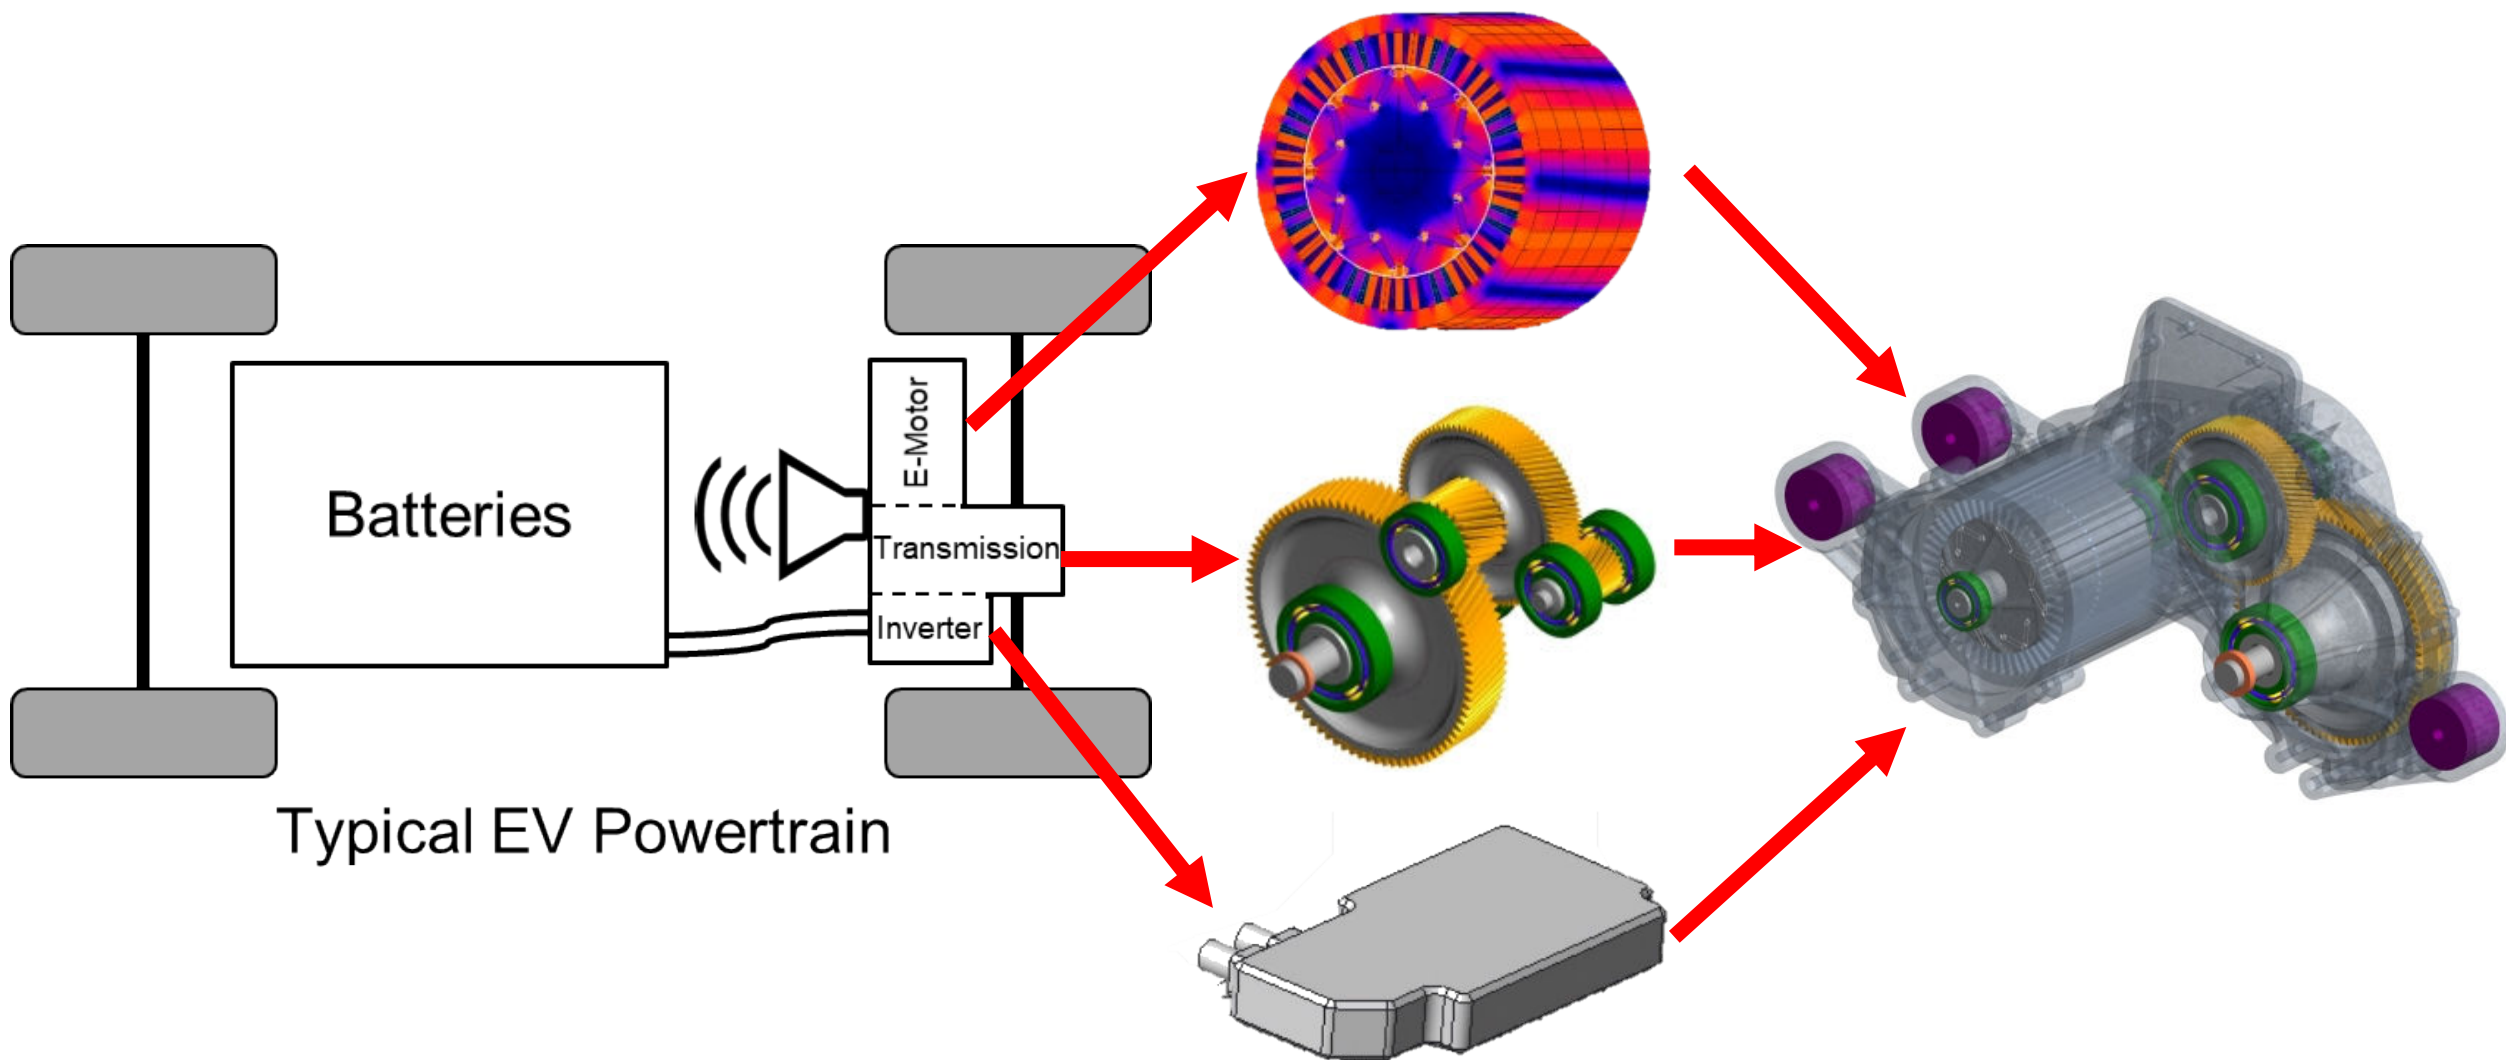 E-Motor
Batteries
Transmission
Inverter
Typical EV Powertrain